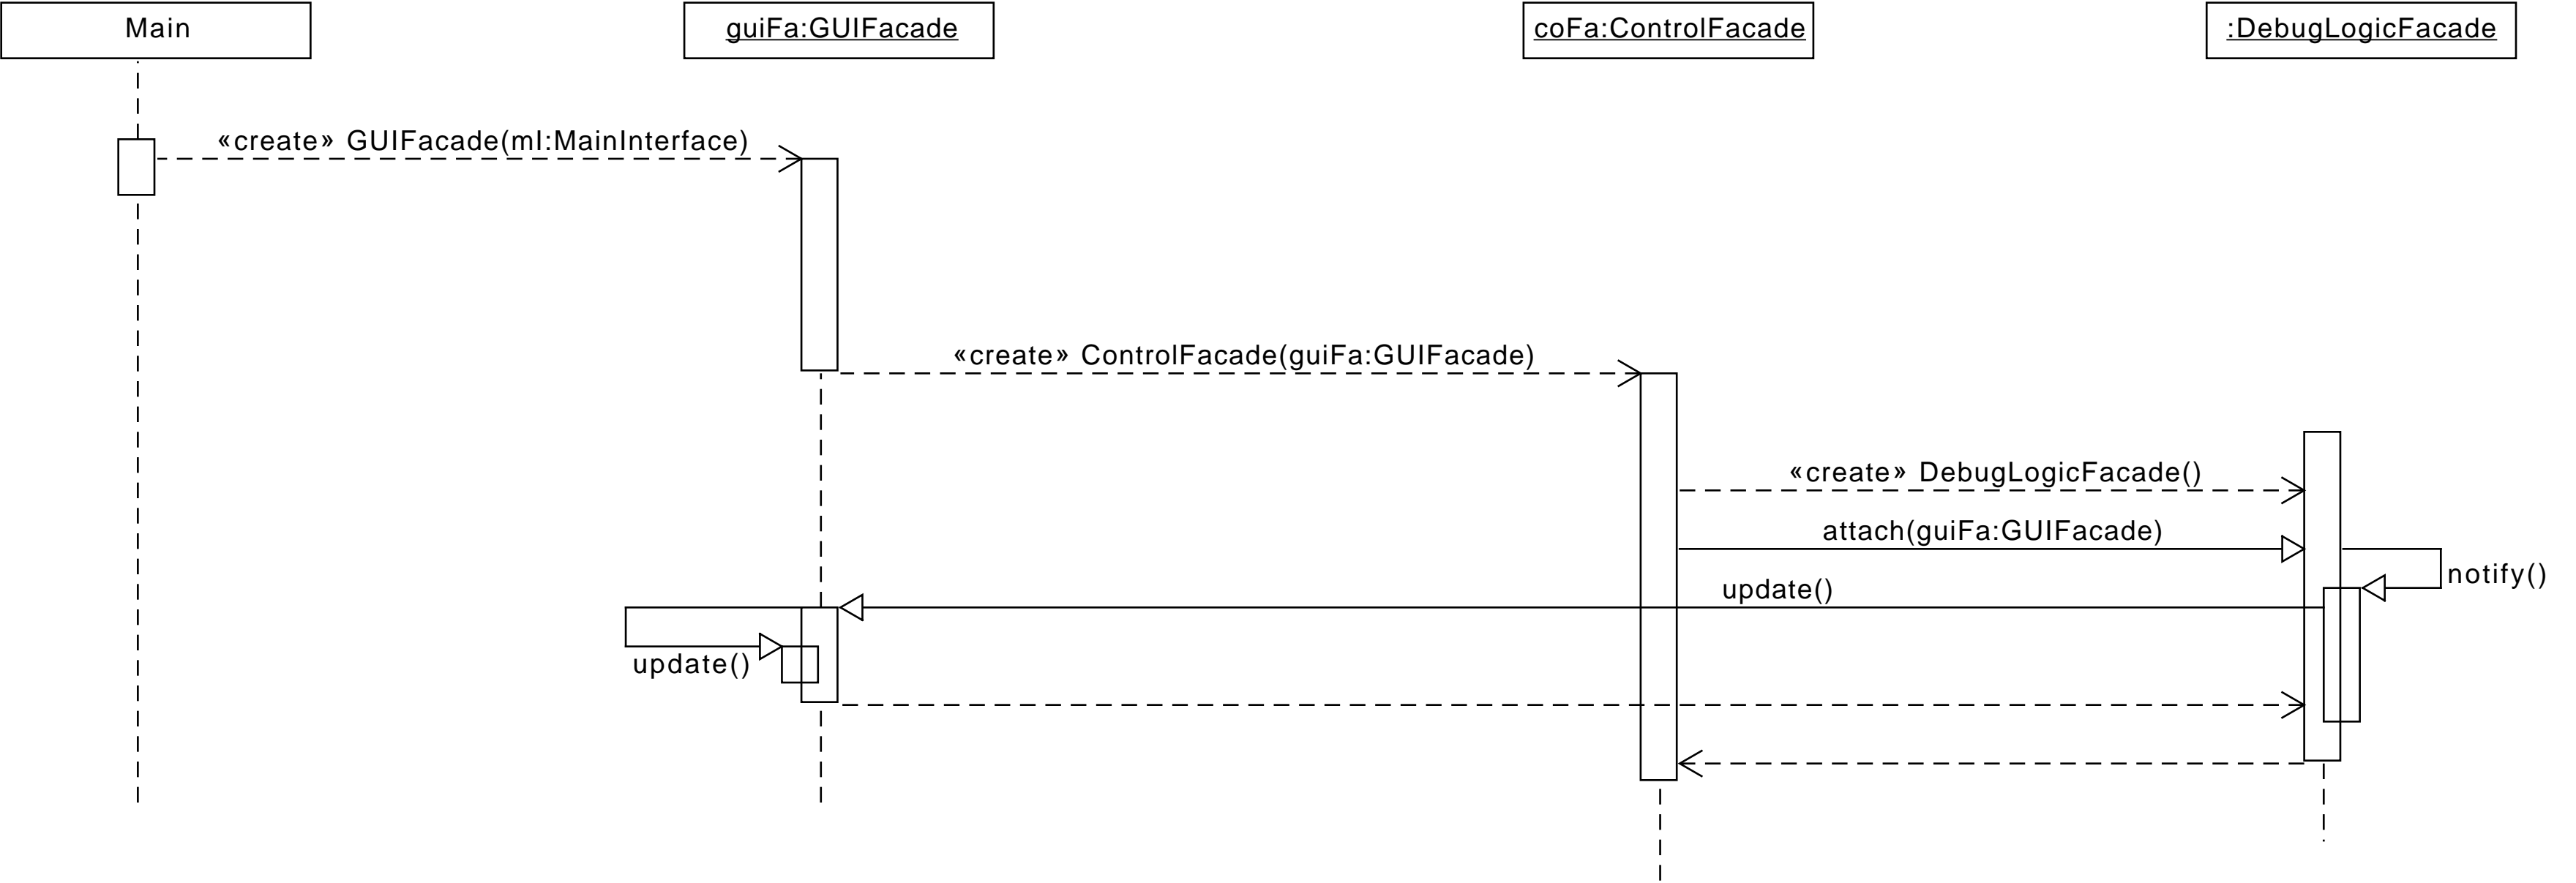 Main
guiFa:GUIFacade
coFa:ControlFacade
:DebugLogicFacade
«create» GUIFacade(mI:MainInterface)
«create» ControlFacade(guiFa:GUIFacade)
«create» DebugLogicFacade()
attach(guiFa:GUIFacade)
notify()
update()
update()